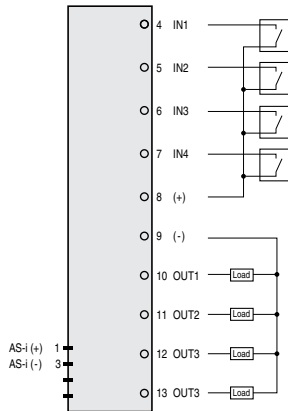 4 IN1
5 IN2
6 IN3
7 IN4
8 (+)
9 (-)
10 OUT1 Load
11 OUT2 Load
AS-i (+) 1
12 OUT3 Load
AS-i (-) 3
13 OUT3 Load